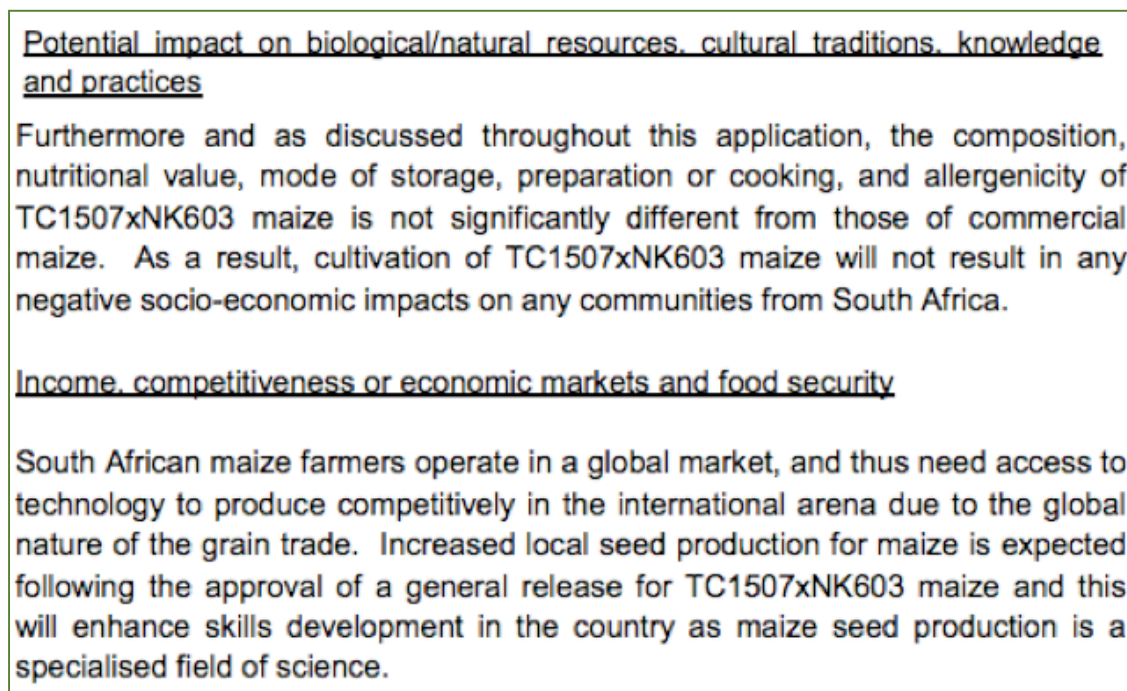 Potential impact on biological/natural resources, cultural traditions, knowledge
and practices
Furthermore and as discussed throughout this application, the composition,
nutritional value, mode of storage, preparation or cooking, and allergenicity of
TC1507xNK603 maize is not significantly different from those of commercial
maize. As a result, cultivation of TC1507xNK603 maize will not result in any
negative socio-economic impacts on any communities from South Africa.
Income, competitiveness or economic markets and food security
South African maize farmers operate in a global market, and thus need access to
technology to produce competitively in the international arena due to the global
nature of the grain trade. Increased local seed production for maize is expected
following the approval of a general release for TC1507xNK603 maize and this
will enhance skills development in the country as maize seed production is a
specialised field of science.